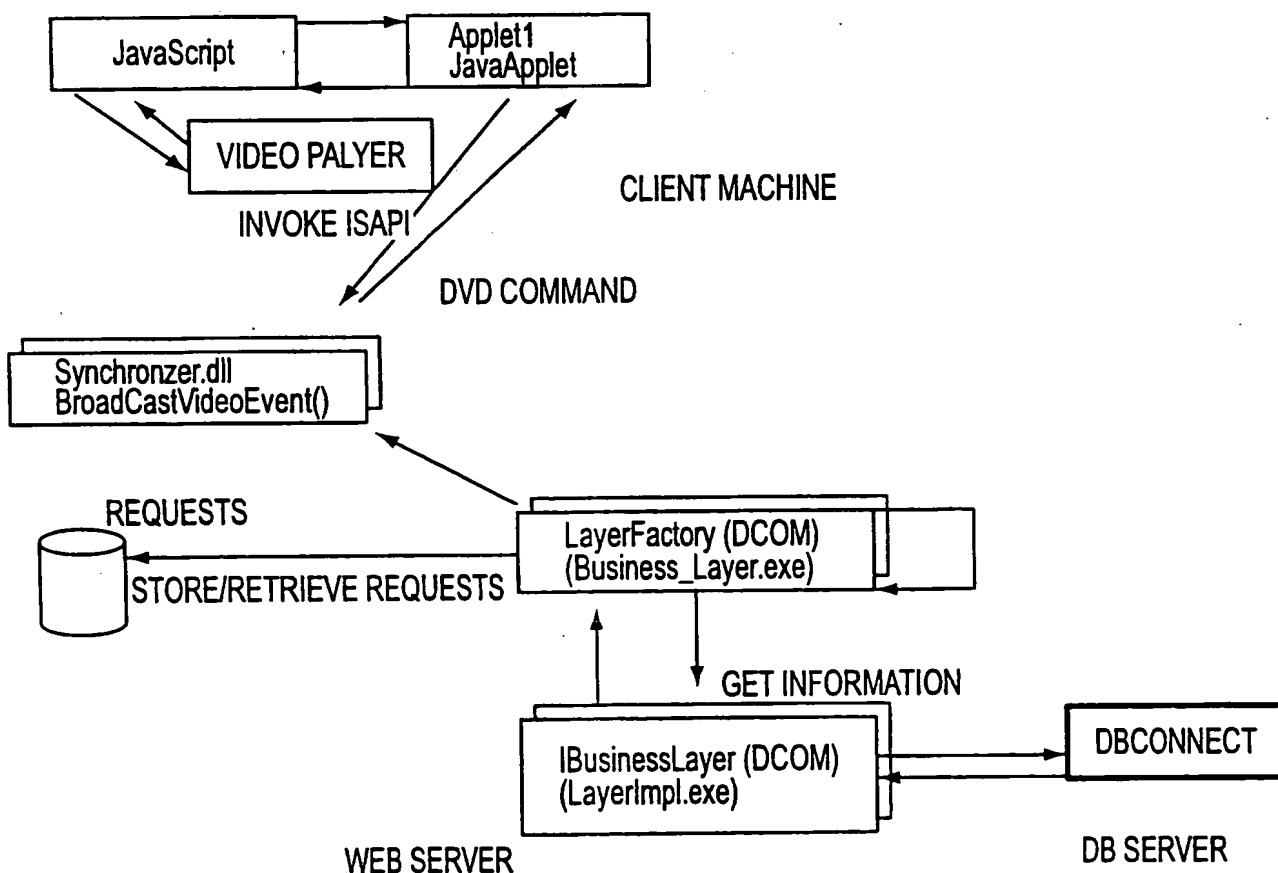 JavaScript
Applet1
JavaApplet
VIDEO PALYER
CLIENT MACHINE
INVOKE ISAPI
DVD COMMAND
Synchronzer.dll
BroadCastVideoEvent()
REQUESTS
LayerFactory (DCOM)
(Business_Layer.exe)
STORE/RETRIEVE REQUESTS
GET INFORMATION
IBusinessLayer (DCOM)
(LayerImpl.exe)
DBCONNECT
WEB SERVER
DB SERVER